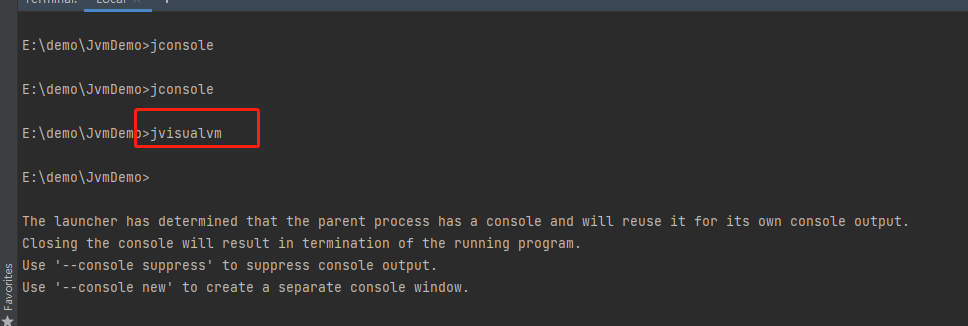 Terminal: Local
E:\demo\JvmDemo>jconsole
E:\demo\JvmDemo>jconsole
E:\demo\JvmDemo>jvisualvm
E:\demo\JvmDemo>
The launcher has determined that the parent process has a console and will reuse it for its own console output.
Closing the console will result in termination of the running program.
Use '--console suppress' to suppress console output.
Use '--console new' to create a separate console window.
Favorites